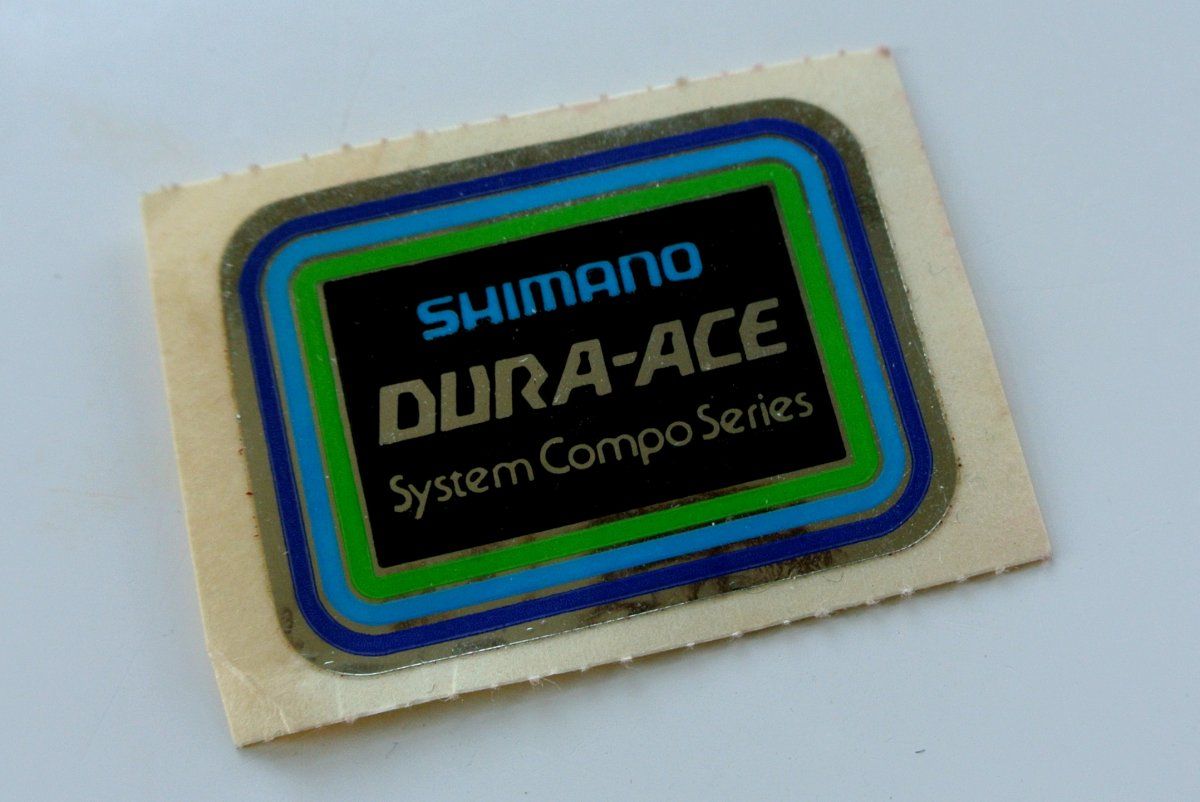 SHIMANO
DURA-ACE
System Compo Series